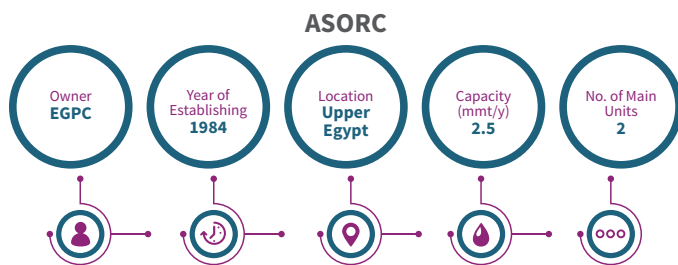 ASORC
Owner
EGPC
Year of
Establishing
1984
Location
Upper
Egypt
Capacity
(mmt/y)
2.5
No. of Main
Units
2